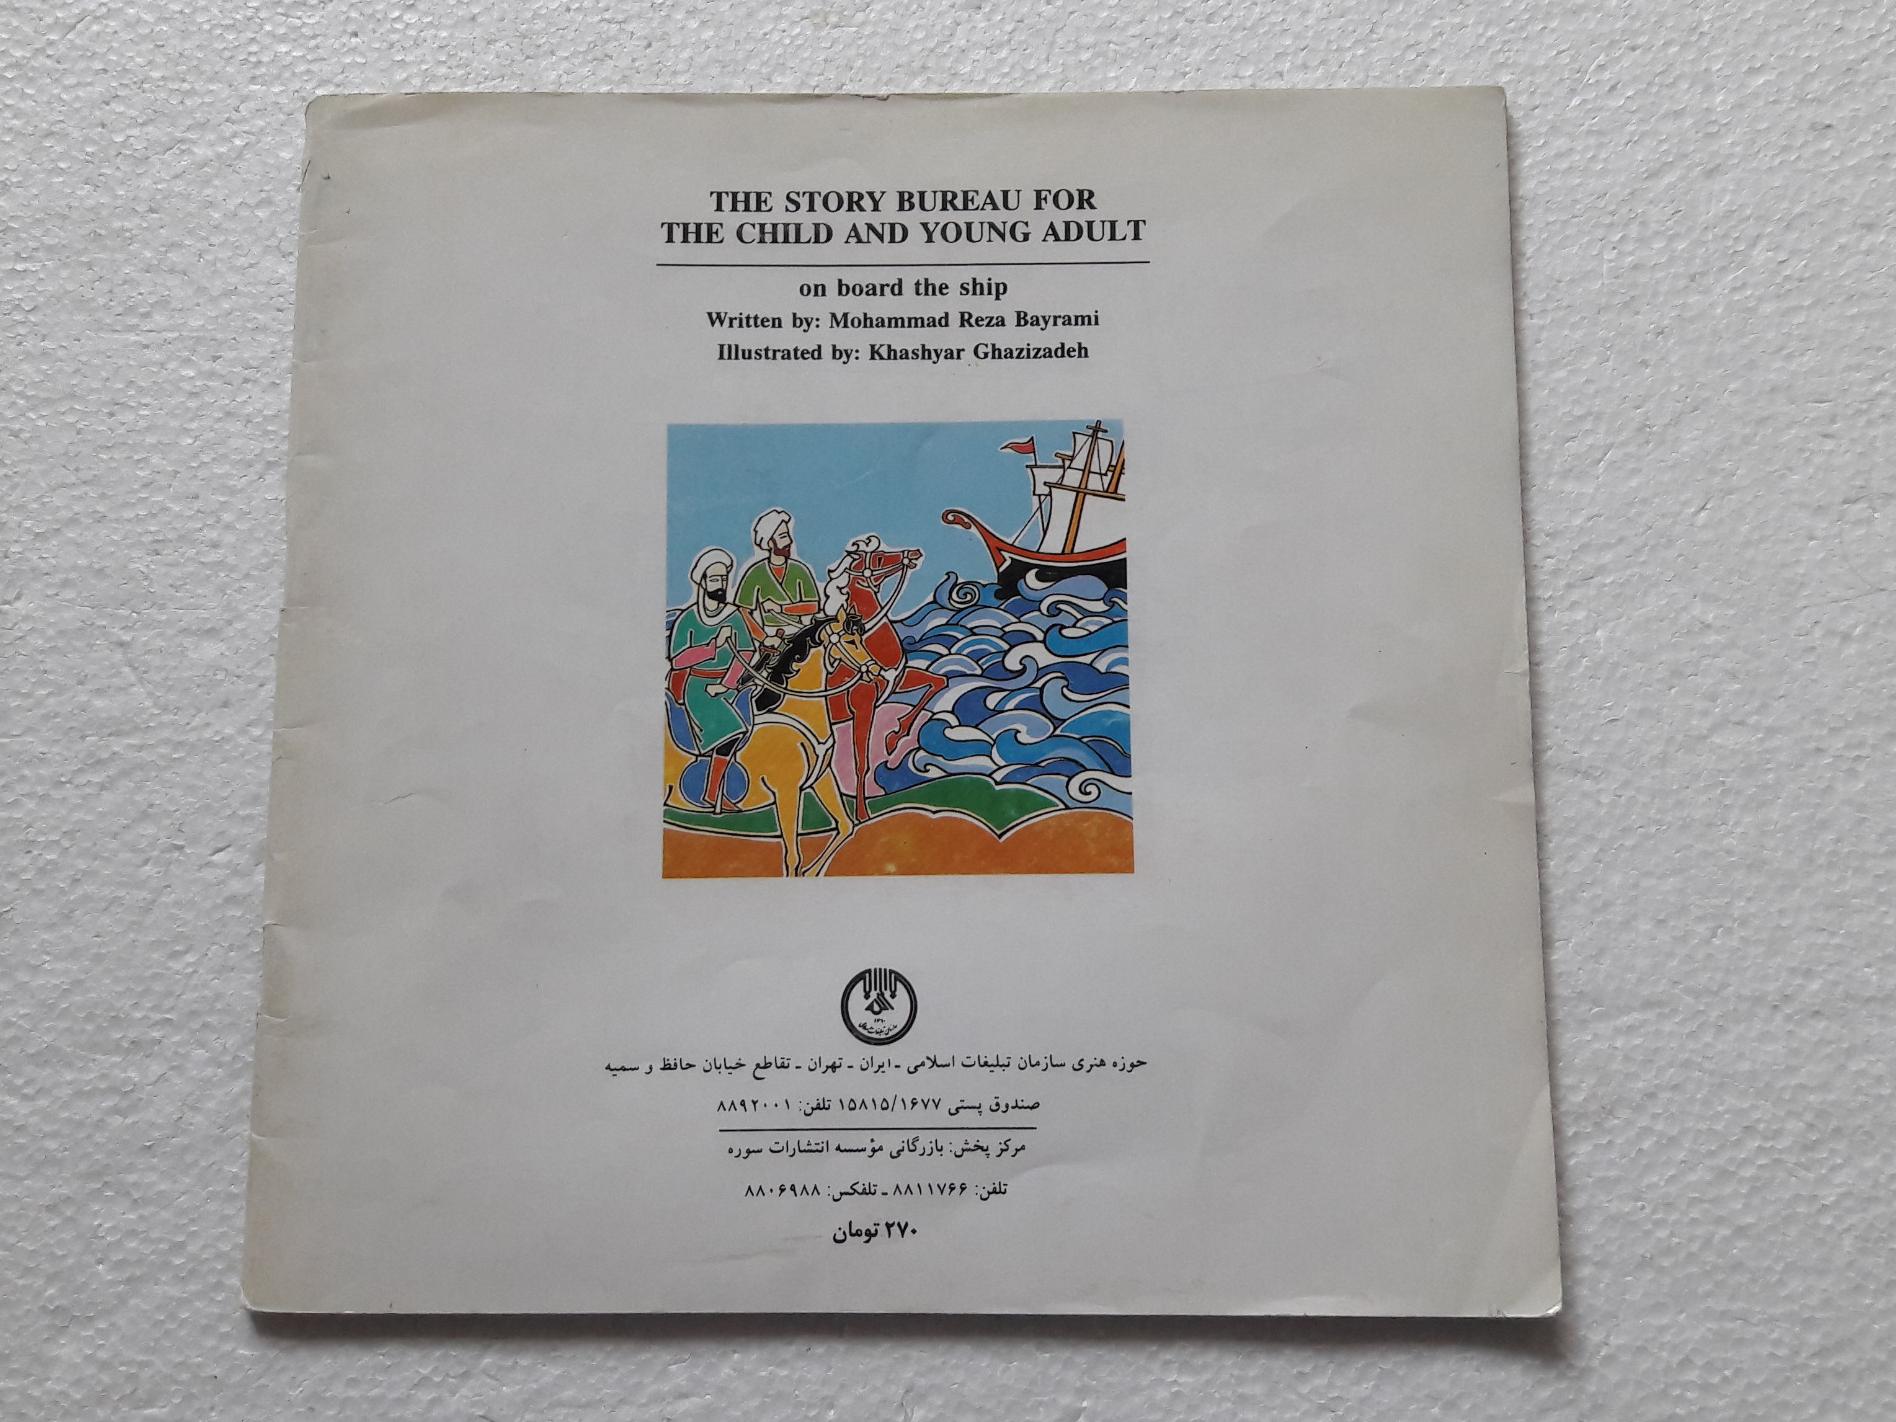 THE STORY BUREAU FOR
THE CHILD AND YOUNG ADULT
on board the ship
Written by: Mohammad Reza Bayrami
Illustrated by: Khashyar Ghazizadeh
۱۳۶۰
حوزه هنری سازمان تبلیغات اسلامی ـ ایران ـ تهران ـ تقاطع خیابان حافظ و سمیه
صندوق پستی ۱۵۸۱۵/۱۶۷۷ تلفن: ۸۸۹۲۰۰۱
مرکز پخش: بازرگانی مؤسسه انتشارات سوره
تلفن: ۸۸۱۱۷۶۶ ـ تلفکس: ۸۸۰۶۹۸۸
۲۷۰ تومان